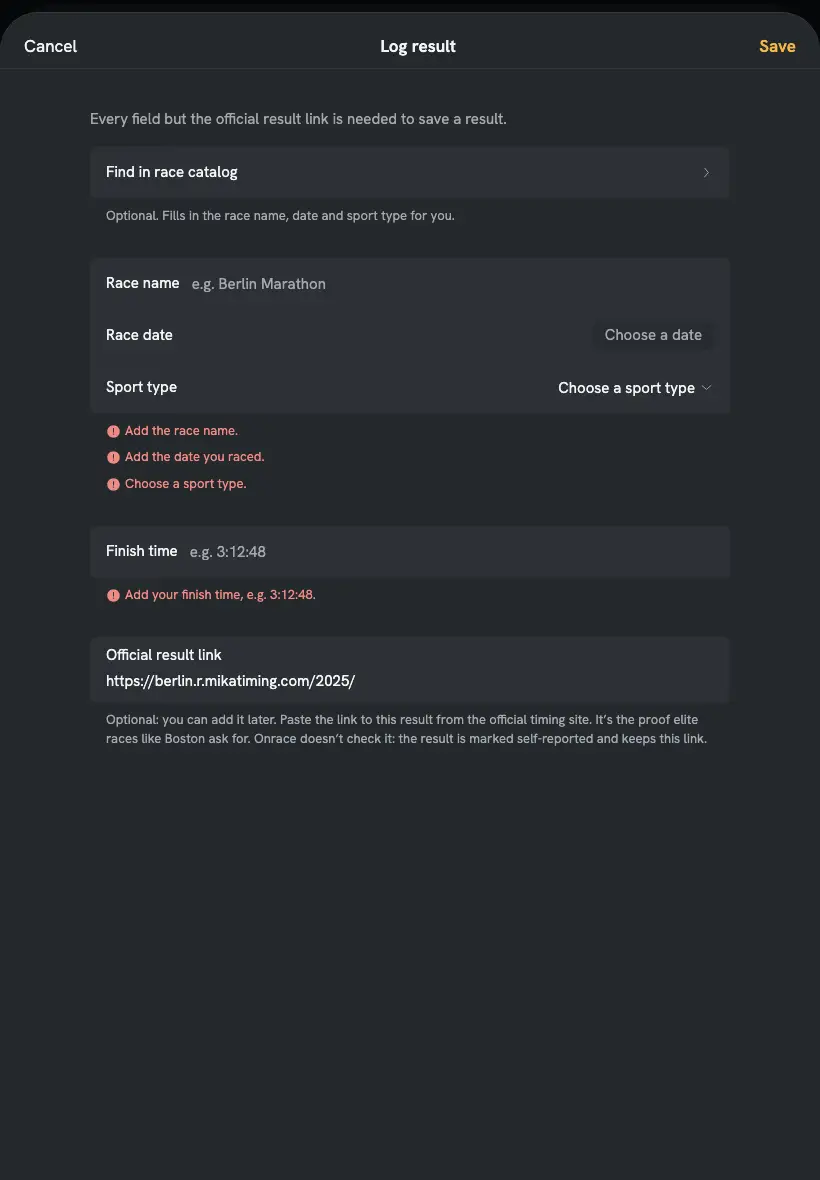 Cancel
Log result
Save
Every field but the official result link is needed to save a result.
Find in race catalog
Optional. Fills in the race name, date and sport type for you.
Race name e.g. Berlin Marathon
Race date Choose a date
Sport type Choose a sport type
Add the race name.
Add the date you raced.
Choose a sport type.
Finish time e.g. 3:12:48
Add your finish time, e.g. 3:12:48.
Official result link
https://berlin.r.mikatiming.com/2025/
Optional: you can add it later. Paste the link to this result from the official timing site. It’s the proof elite
races like Boston ask for. Onrace doesn’t check it: the result is marked self-reported and keeps this link.